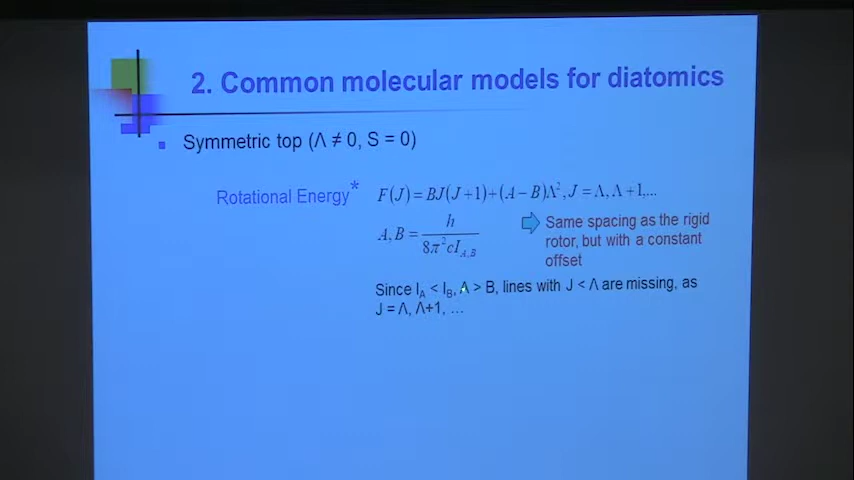 2. Common molecular models for diatomics
Symmetric top (Λ ≠ 0, S = 0)
Rotational Energy* F(J) = BJ(J+1)+(A−B)Λ², J = Λ, Λ+1,...
A, B = h / 8π²cI_A,B
Same spacing as the rigid
rotor, but with a constant
offset
Since I_A < I_B, A > B, lines with J < Λ are missing, as
J = Λ, Λ+1, …